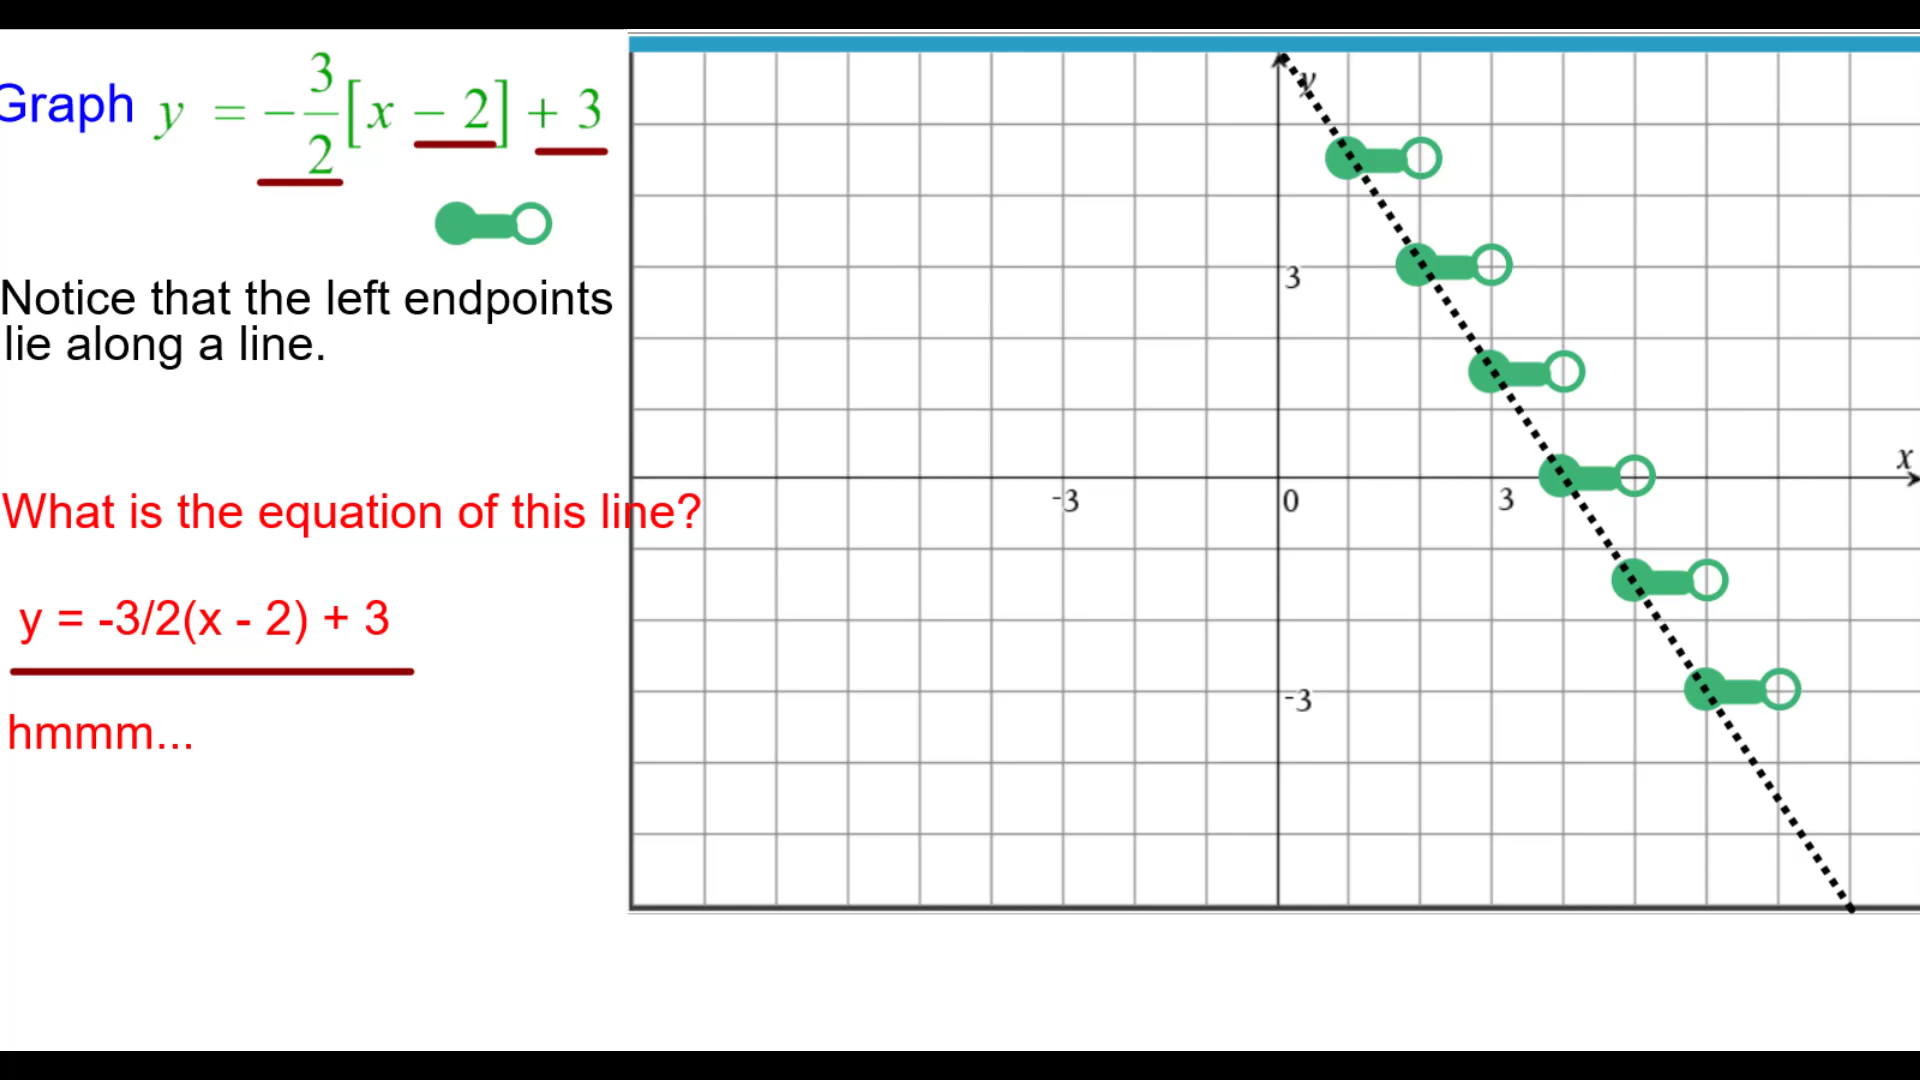 Graph y = -3/2[x - 2] + 3
Notice that the left endpoints
lie along a line.
What is the equation of this line?
y = -3/2(x - 2) + 3
hmmm...
y
3
x
-3
0
3
-3